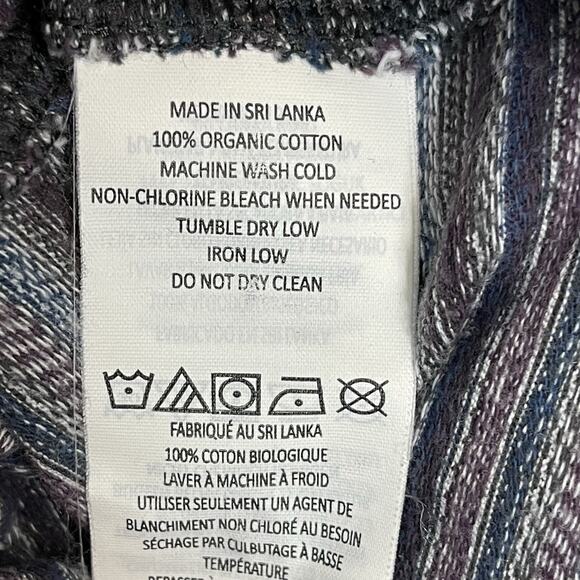 MADE IN SRI LANKA
100% ORGANIC COTTON
MACHINE WASH COLD
NON-CHLORINE BLEACH WHEN NEEDED
TUMBLE DRY LOW
IRON LOW
DO NOT DRY CLEAN
FABRIQUÉ AU SRI LANKA
100% COTON BIOLOGIQUE
LAVER À MACHINE À FROID
UTILISER SEULEMENT UN AGENT DE
BLANCHIMENT NON CHLORÉ AU BESOIN
SÉCHAGE PAR CULBUTAGE À BASSE
TEMPÉRATURE